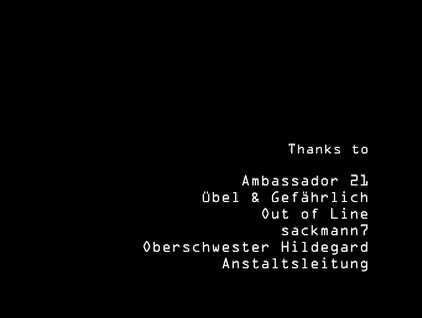 Thanks to
Ambassador 21
Übel & Gefährlich
Out of Line
sackmann7
Oberschwester Hildegard
Anstaltsleitung